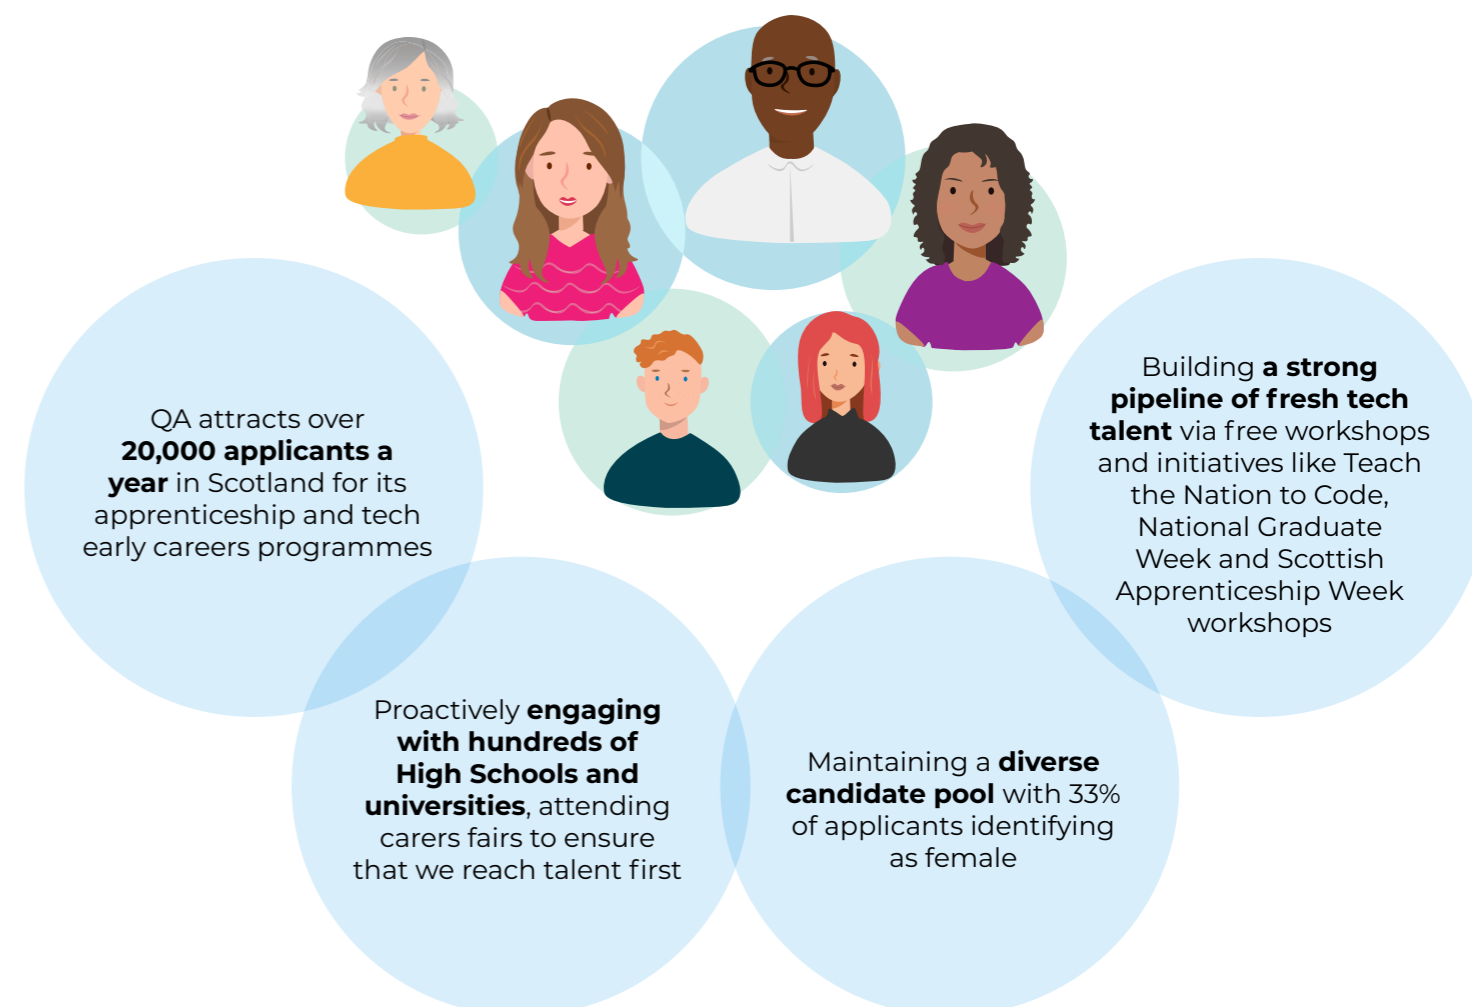 QA attracts over
20,000 applicants a
year in Scotland for its
apprenticeship and tech
early careers programmes
Proactively engaging
with hundreds of
High Schools and
universities, attending
carers fairs to ensure
that we reach talent first
Maintaining a diverse
candidate pool with 33%
of applicants identifying
as female
Building a strong
pipeline of fresh tech
talent via free workshops
and initiatives like Teach
the Nation to Code,
National Graduate
Week and Scottish
Apprenticeship Week
workshops